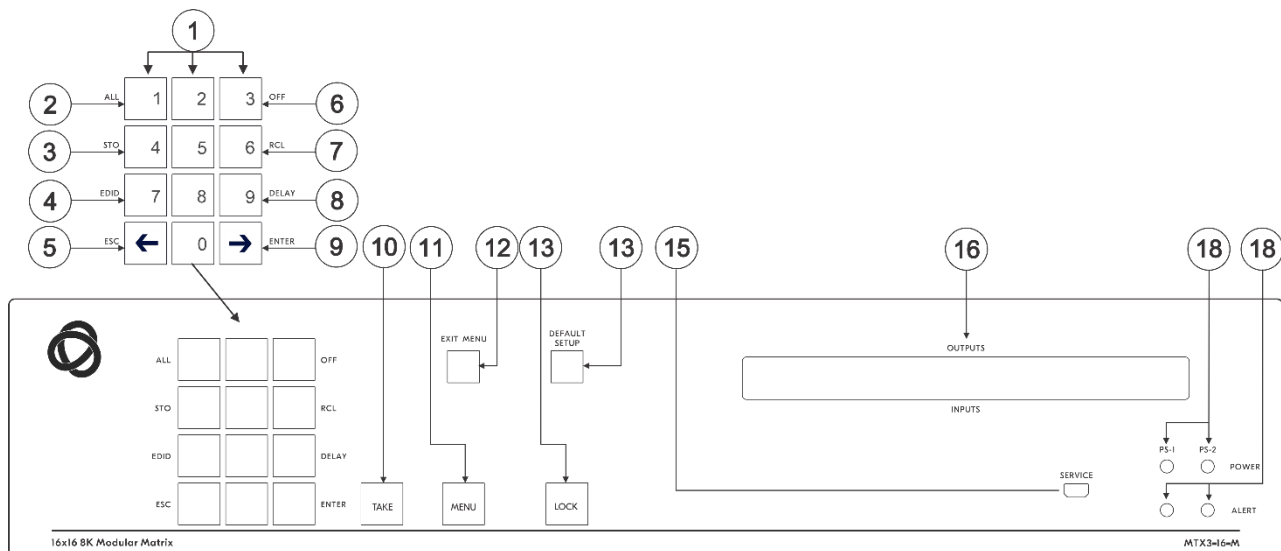 1
2 ALL 1 2 3 OFF 6
3 STO 4 5 6 RCL 7
4 EDID 7 8 9 DELAY 8
5 ESC ← 0 → ENTER 9
10 11 12 13 13 15 16 18 18
EXIT MENU
DEFAULT
SETUP
OUTPUTS
INPUTS
ALL OFF
STO RCL
EDID DELAY
ESC ENTER
TAKE MENU LOCK
SERVICE
PS-1 PS-2
POWER
ALERT
16x16 8K Modular Matrix
MTX3-16-M